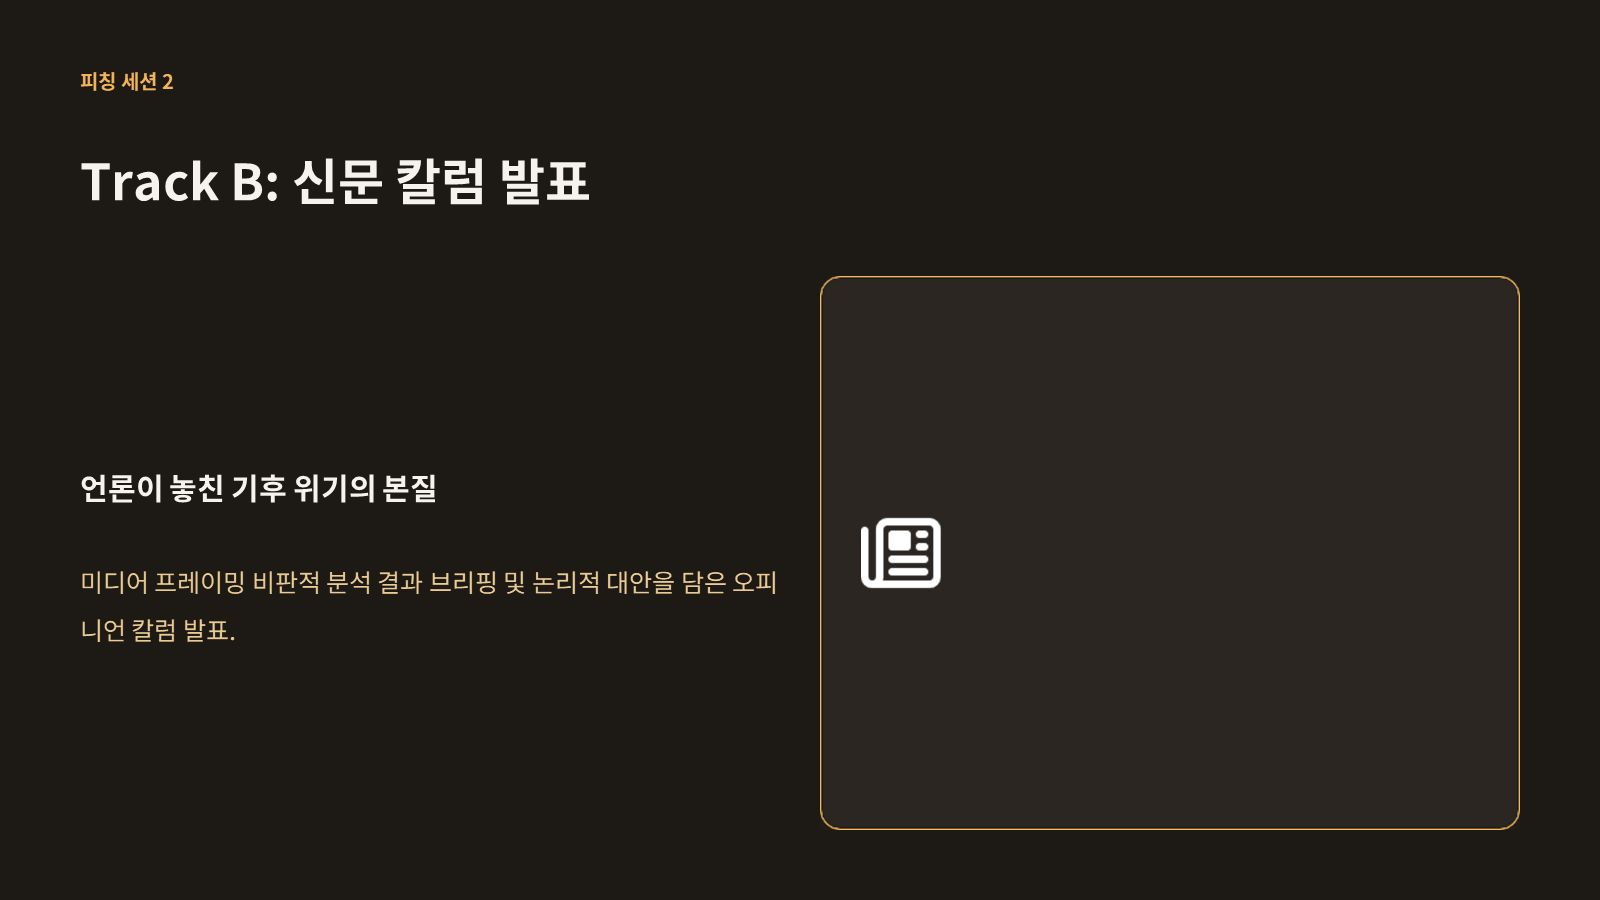 피칭 세션 2
Track B: 신문 칼럼 발표
언론이 놓친 기후 위기의 본질
미디어 프레이밍 비판적 분석 결과 브리핑 및 논리적 대안을 담은 오피
니언 칼럼 발표.